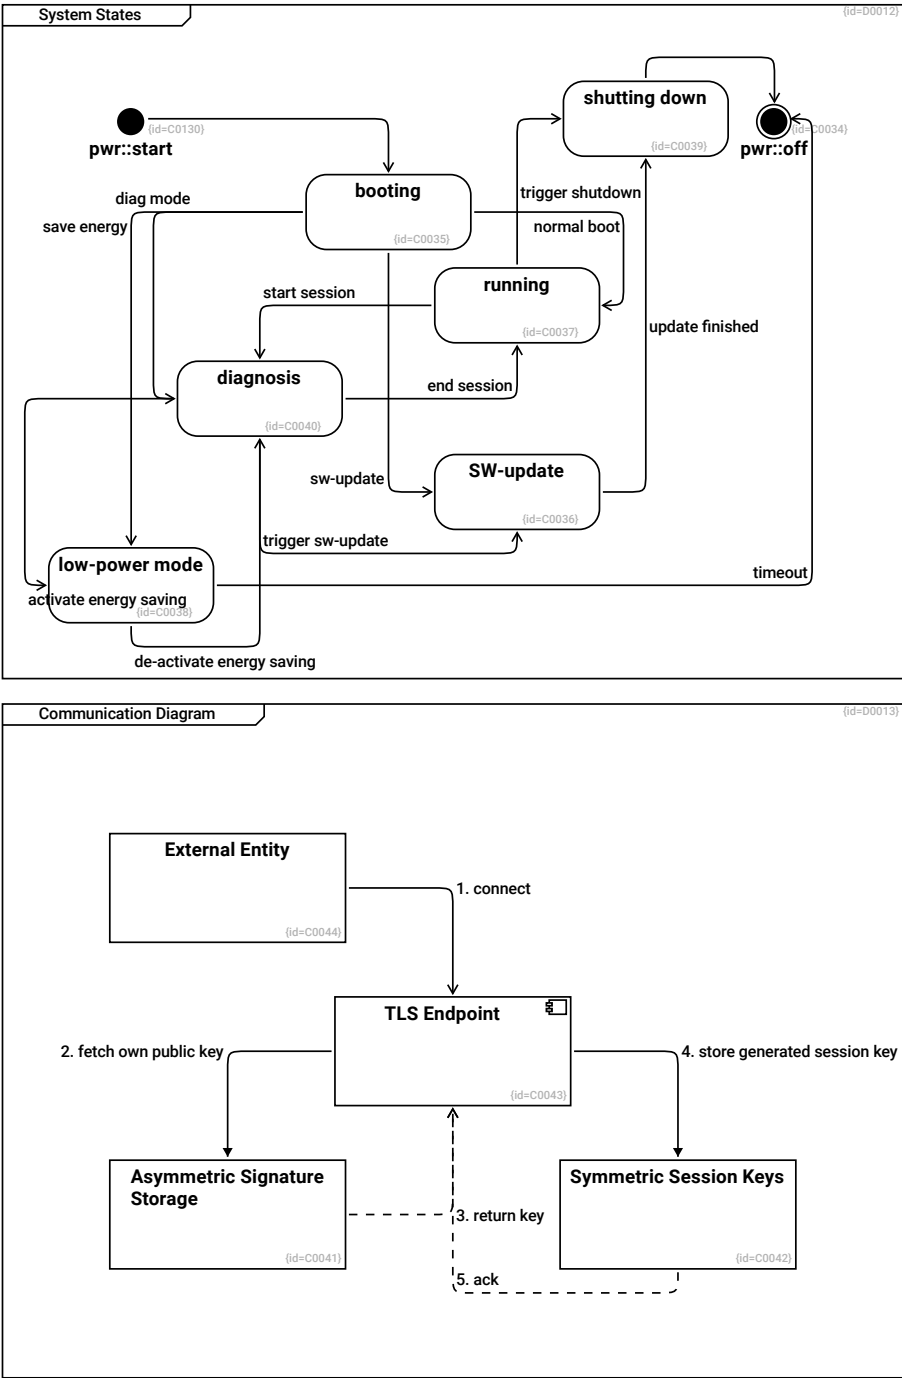 System States
{id=D0012}
shutting down
{id=C0039}
{id=C0130}
pwr::start
{id=C0034}
pwr::off
booting
{id=C0035}
diag mode
save energy
trigger shutdown
normal boot
running
{id=C0037}
start session
update finished
diagnosis
{id=C0040}
end session
SW-update
{id=C0036}
sw-update
trigger sw-update
low-power mode
{id=C0038}
activate energy saving
timeout
de-activate energy saving
Communication Diagram
{id=D0013}
External Entity
{id=C0044}
1. connect
TLS Endpoint
{id=C0043}
2. fetch own public key
4. store generated session key
Asymmetric Signature
Storage
{id=C0041}
Symmetric Session Keys
{id=C0042}
3. return key
5. ack